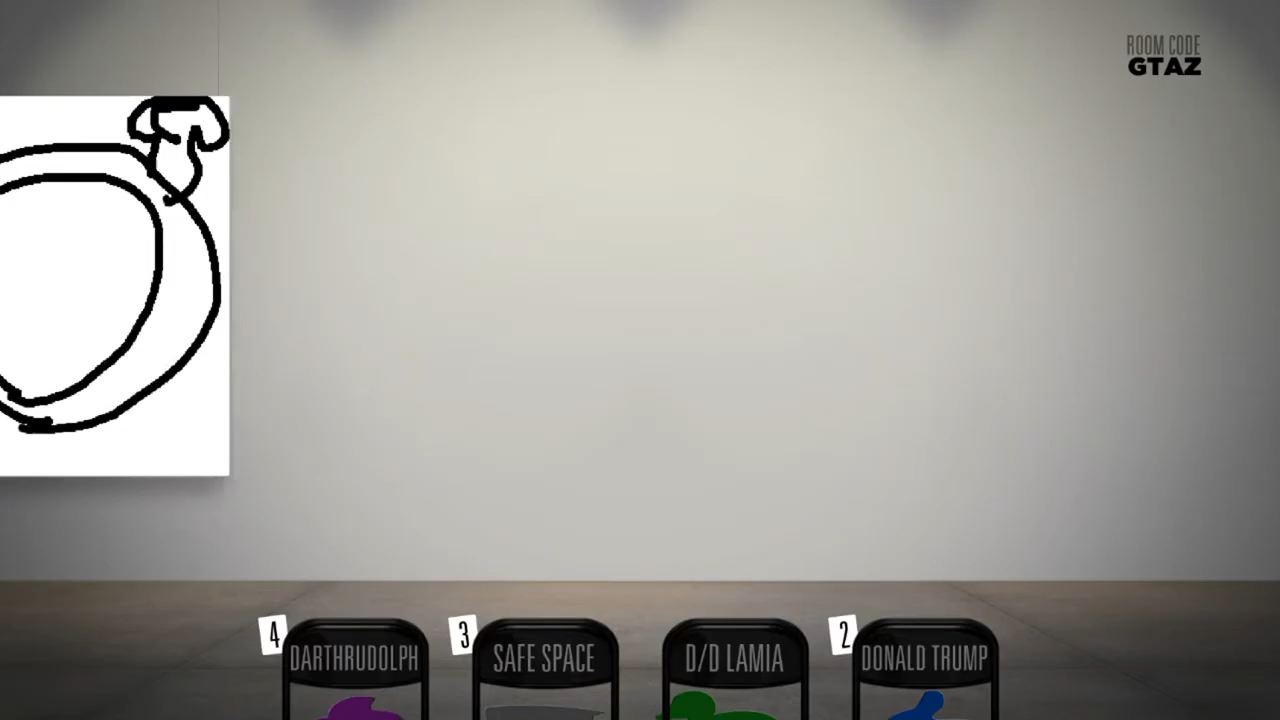 ROOM CODE
GTAZ
4
DARTHRUDOLPH
3
SAFE SPACE
D/D LAMIA
2
DONALD TRUMP